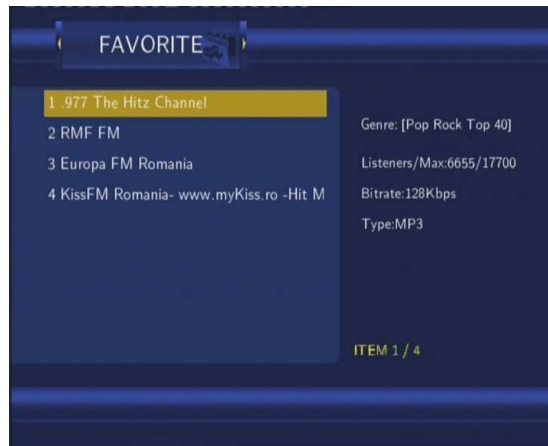 FAVORITE
1 .977 The Hitz Channel
2 RMF FM
3 Europa FM Romania
4 KissFM Romania- www.myKiss.ro -Hit M
Genre: [Pop Rock Top 40]
Listeners/Max:6655/17700
Bitrate:128Kbps
Type:MP3
ITEM 1 / 4